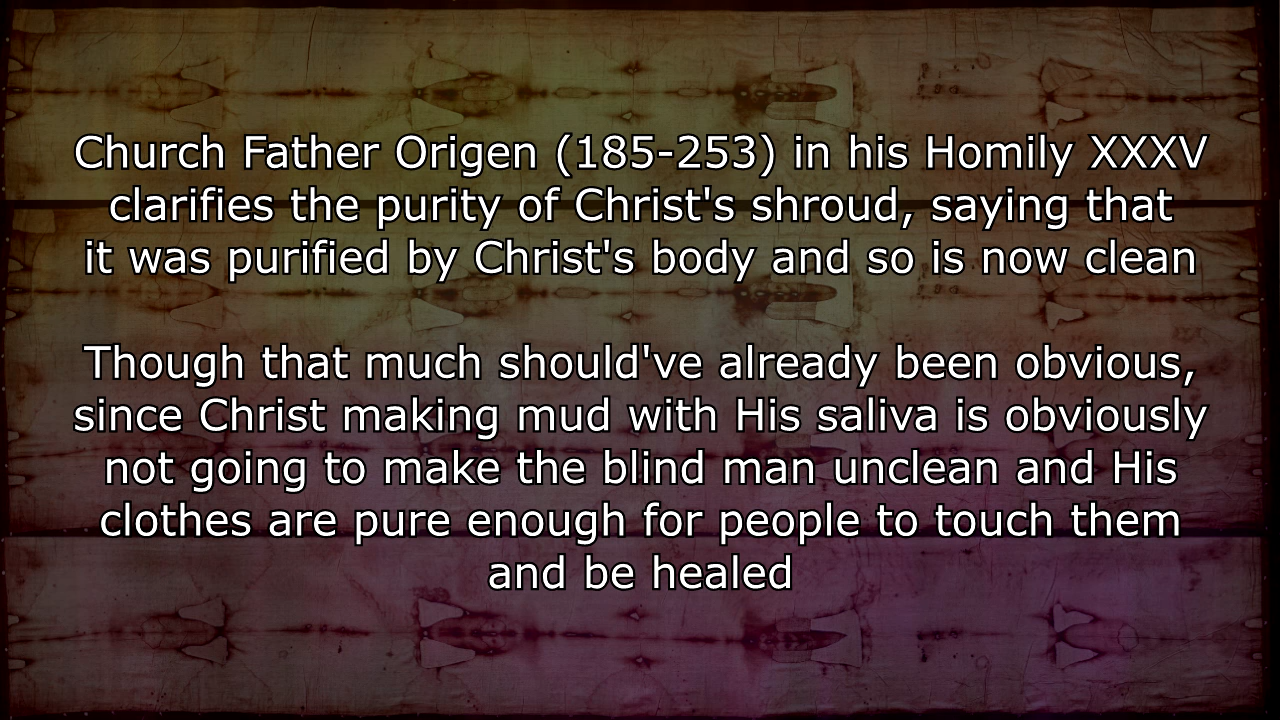 Church Father Origen (185-253) in his Homily XXXV
clarifies the purity of Christ's shroud, saying that
it was purified by Christ's body and so is now clean
Though that much should've already been obvious,
since Christ making mud with His saliva is obviously
not going to make the blind man unclean and His
clothes are pure enough for people to touch them
and be healed